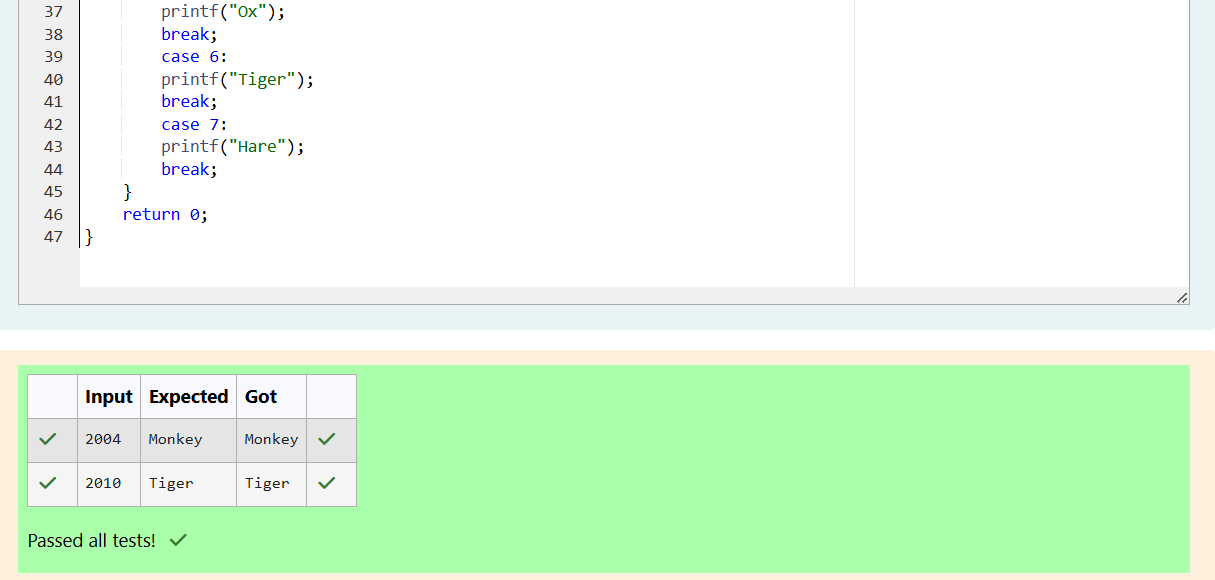 37 printf("Ox");
38 break;
39 case 6:
40 printf("Tiger");
41 break;
42 case 7:
43 printf("Hare");
44 break;
45 }
46 return 0;
47 }
Input Expected Got
2004 Monkey Monkey
2010 Tiger Tiger
Passed all tests!